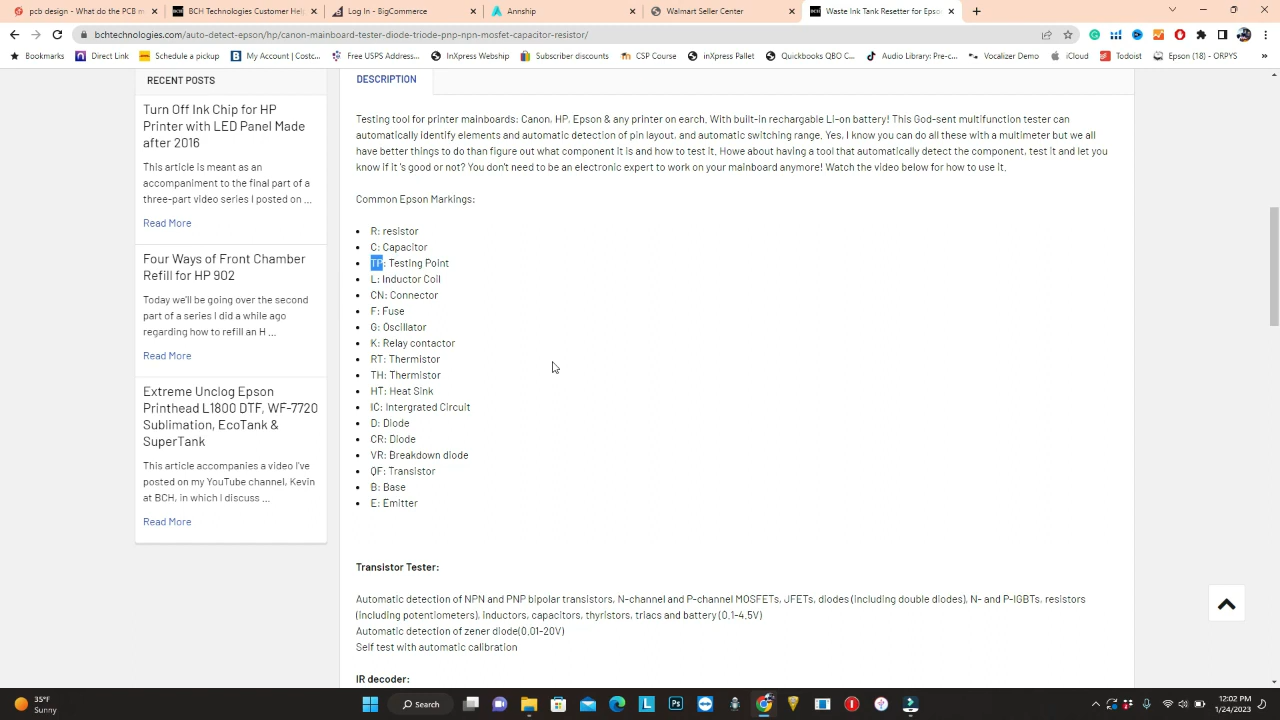 pcb design - What do the PCB m
BCH Technologies Customer Help
Log In - BigCommerce
Annship
Walmart Seller Center
Waste Ink Tank Resetter for Epson
bchtechnologies.com/auto-detect-epson/hp/canon-mainboard-tester-diode-triode-pnp-npn-mosfet-capacitor-resistor/
Bookmarks
Direct Link
Schedule a pickup
My Account | Costc...
Free USPS Address...
InXpress Webship
Subscriber discounts
CSP Course
inXpress Pallet
Quickbooks QBO C...
Audio Library: Pre-c...
Vocalizer Demo
iCloud
Todoist
Epson (18) - ORPYS
RECENT POSTS
Turn Off Ink Chip for HP
Printer with LED Panel Made
after 2016
This article is meant as an
accompaniment to the final part of a
three-part video series I posted on ...
Read More
Four Ways of Front Chamber
Refill for HP 902
Today we'll be going over the second
part of a series I did a while ago
regarding how to refill an H ...
Read More
Extreme Unclog Epson
Printhead L1800 DTF, WF-7720
Sublimation, EcoTank &
SuperTank
This article accompanies a video I've
posted on my YouTube channel, Kevin
at BCH, in which I discuss ...
Read More
DESCRIPTION
Testing tool for printer mainboards: Canon, HP, Epson & any printer on earch. With built-in rechargable Li-on battery! This God-sent multifunction tester can
automatically identify elements and automatic detection of pin layout, and automatic switching range. Yes, I know you can do all these with a multimeter but we all
have better things to do than figure out what component it is and how to test it. Howe about having a tool that automatically detect the component, test it and let you
know if it 's good or not? You don't need to be an electronic expert to work on your mainboard anymore! Watch the video below for how to use it.
Common Epson Markings:
R: resistor
C: Capacitor
TP: Testing Point
L: Inductor Coil
CN: Connector
F: Fuse
G: Oscillator
K: Relay contactor
RT: Thermistor
TH: Thermistor
HT: Heat Sink
IC: Intergrated Circuit
D: Diode
CR: Diode
VR: Breakdown diode
QF: Transistor
B: Base
E: Emitter
Transistor Tester:
Automatic detection of NPN and PNP bipolar transistors, N-channel and P-channel MOSFETs, JFETs, diodes (including double diodes), N- and P-IGBTs, resistors
(including potentiometers), inductors, capacitors, thyristors, triacs and battery (0.1-4.5V)
Automatic detection of zener diode(0.01-20V)
Self test with automatic calibration
IR decoder:
35°F
Sunny
Search
12:02 PM
1/24/2023